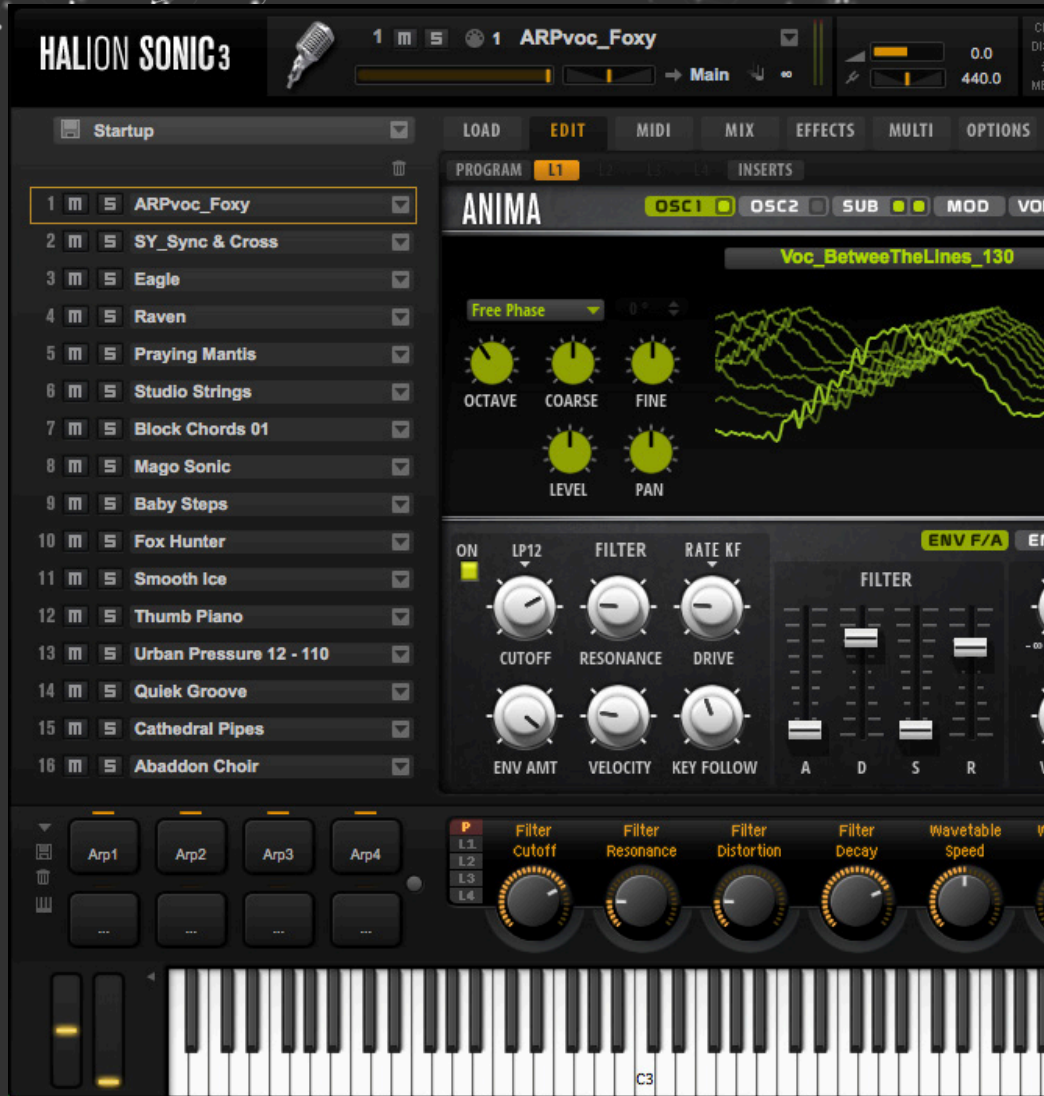 HALION SONIC 3
1 m S 1 ARPvoc_Foxy
Main ∞
0.0
440.0
Startup
LOAD EDIT MIDI MIX EFFECTS MULTI OPTIONS
PROGRAM L1 L2 L3 L4 INSERTS
1 m S ARPvoc_Foxy
2 m S SY_Sync & Cross
3 m S Eagle
4 m S Raven
5 m S Praying Mantis
6 m S Studio Strings
7 m S Block Chords 01
8 m S Mago Sonic
9 m S Baby Steps
10 m S Fox Hunter
11 m S Smooth Ice
12 m S Thumb Piano
13 m S Urban Pressure 12 - 110
14 m S Quiek Groove
15 m S Cathedral Pipes
16 m S Abaddon Choir
ANIMA OSC1 OSC2 SUB MOD
Voc_BetweeTheLines_130
Free Phase 0 °
OCTAVE COARSE FINE
LEVEL PAN
ENV F/A
ON LP12 FILTER RATE KF
FILTER
CUTOFF RESONANCE DRIVE
-∞
ENV AMT VELOCITY KEY FOLLOW A D S R
Arp1 Arp2 Arp3 Arp4
... ... ... ...
P
L1
L2
L3
L4
Filter Cutoff
Filter Resonance
Filter Distortion
Filter Decay
Wavetable Speed
C3